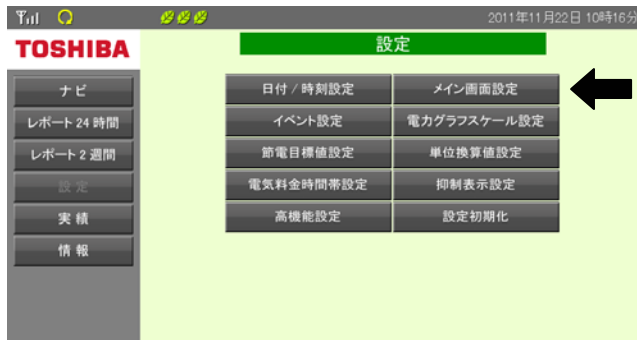 2011年11月22日 10時16分
TOSHIBA
設定
ナビ
レポート 24 時間
レポート 2 週間
設 定
実 績
情 報
日付 / 時刻設定
メイン画面設定
イベント設定
電力グラフスケール設定
節電目標値設定
単位換算値設定
電気料金時間帯設定
抑制表示設定
高機能設定
設定初期化